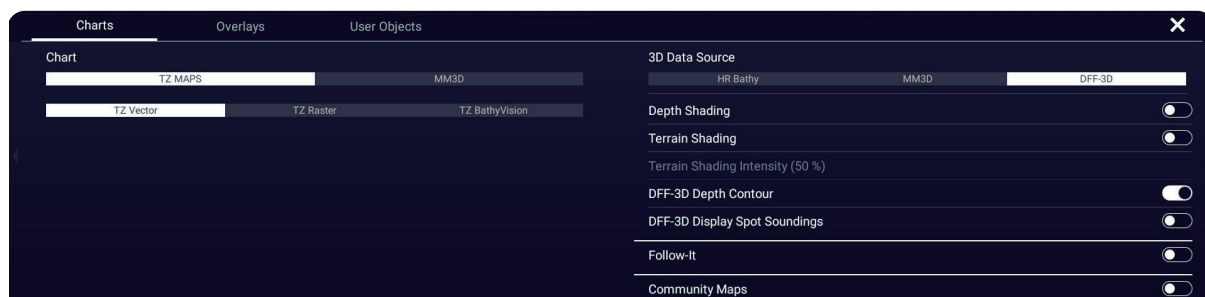 Charts Overlays User Objects
Chart
TZ MAPS MM3D
TZ Vector TZ Raster TZ BathyVision
3D Data Source
HR Bathy MM3D DFF-3D
Depth Shading
Terrain Shading
Terrain Shading Intensity (50 %)
DFF-3D Depth Contour
DFF-3D Display Spot Soundings
Follow-It
Community Maps